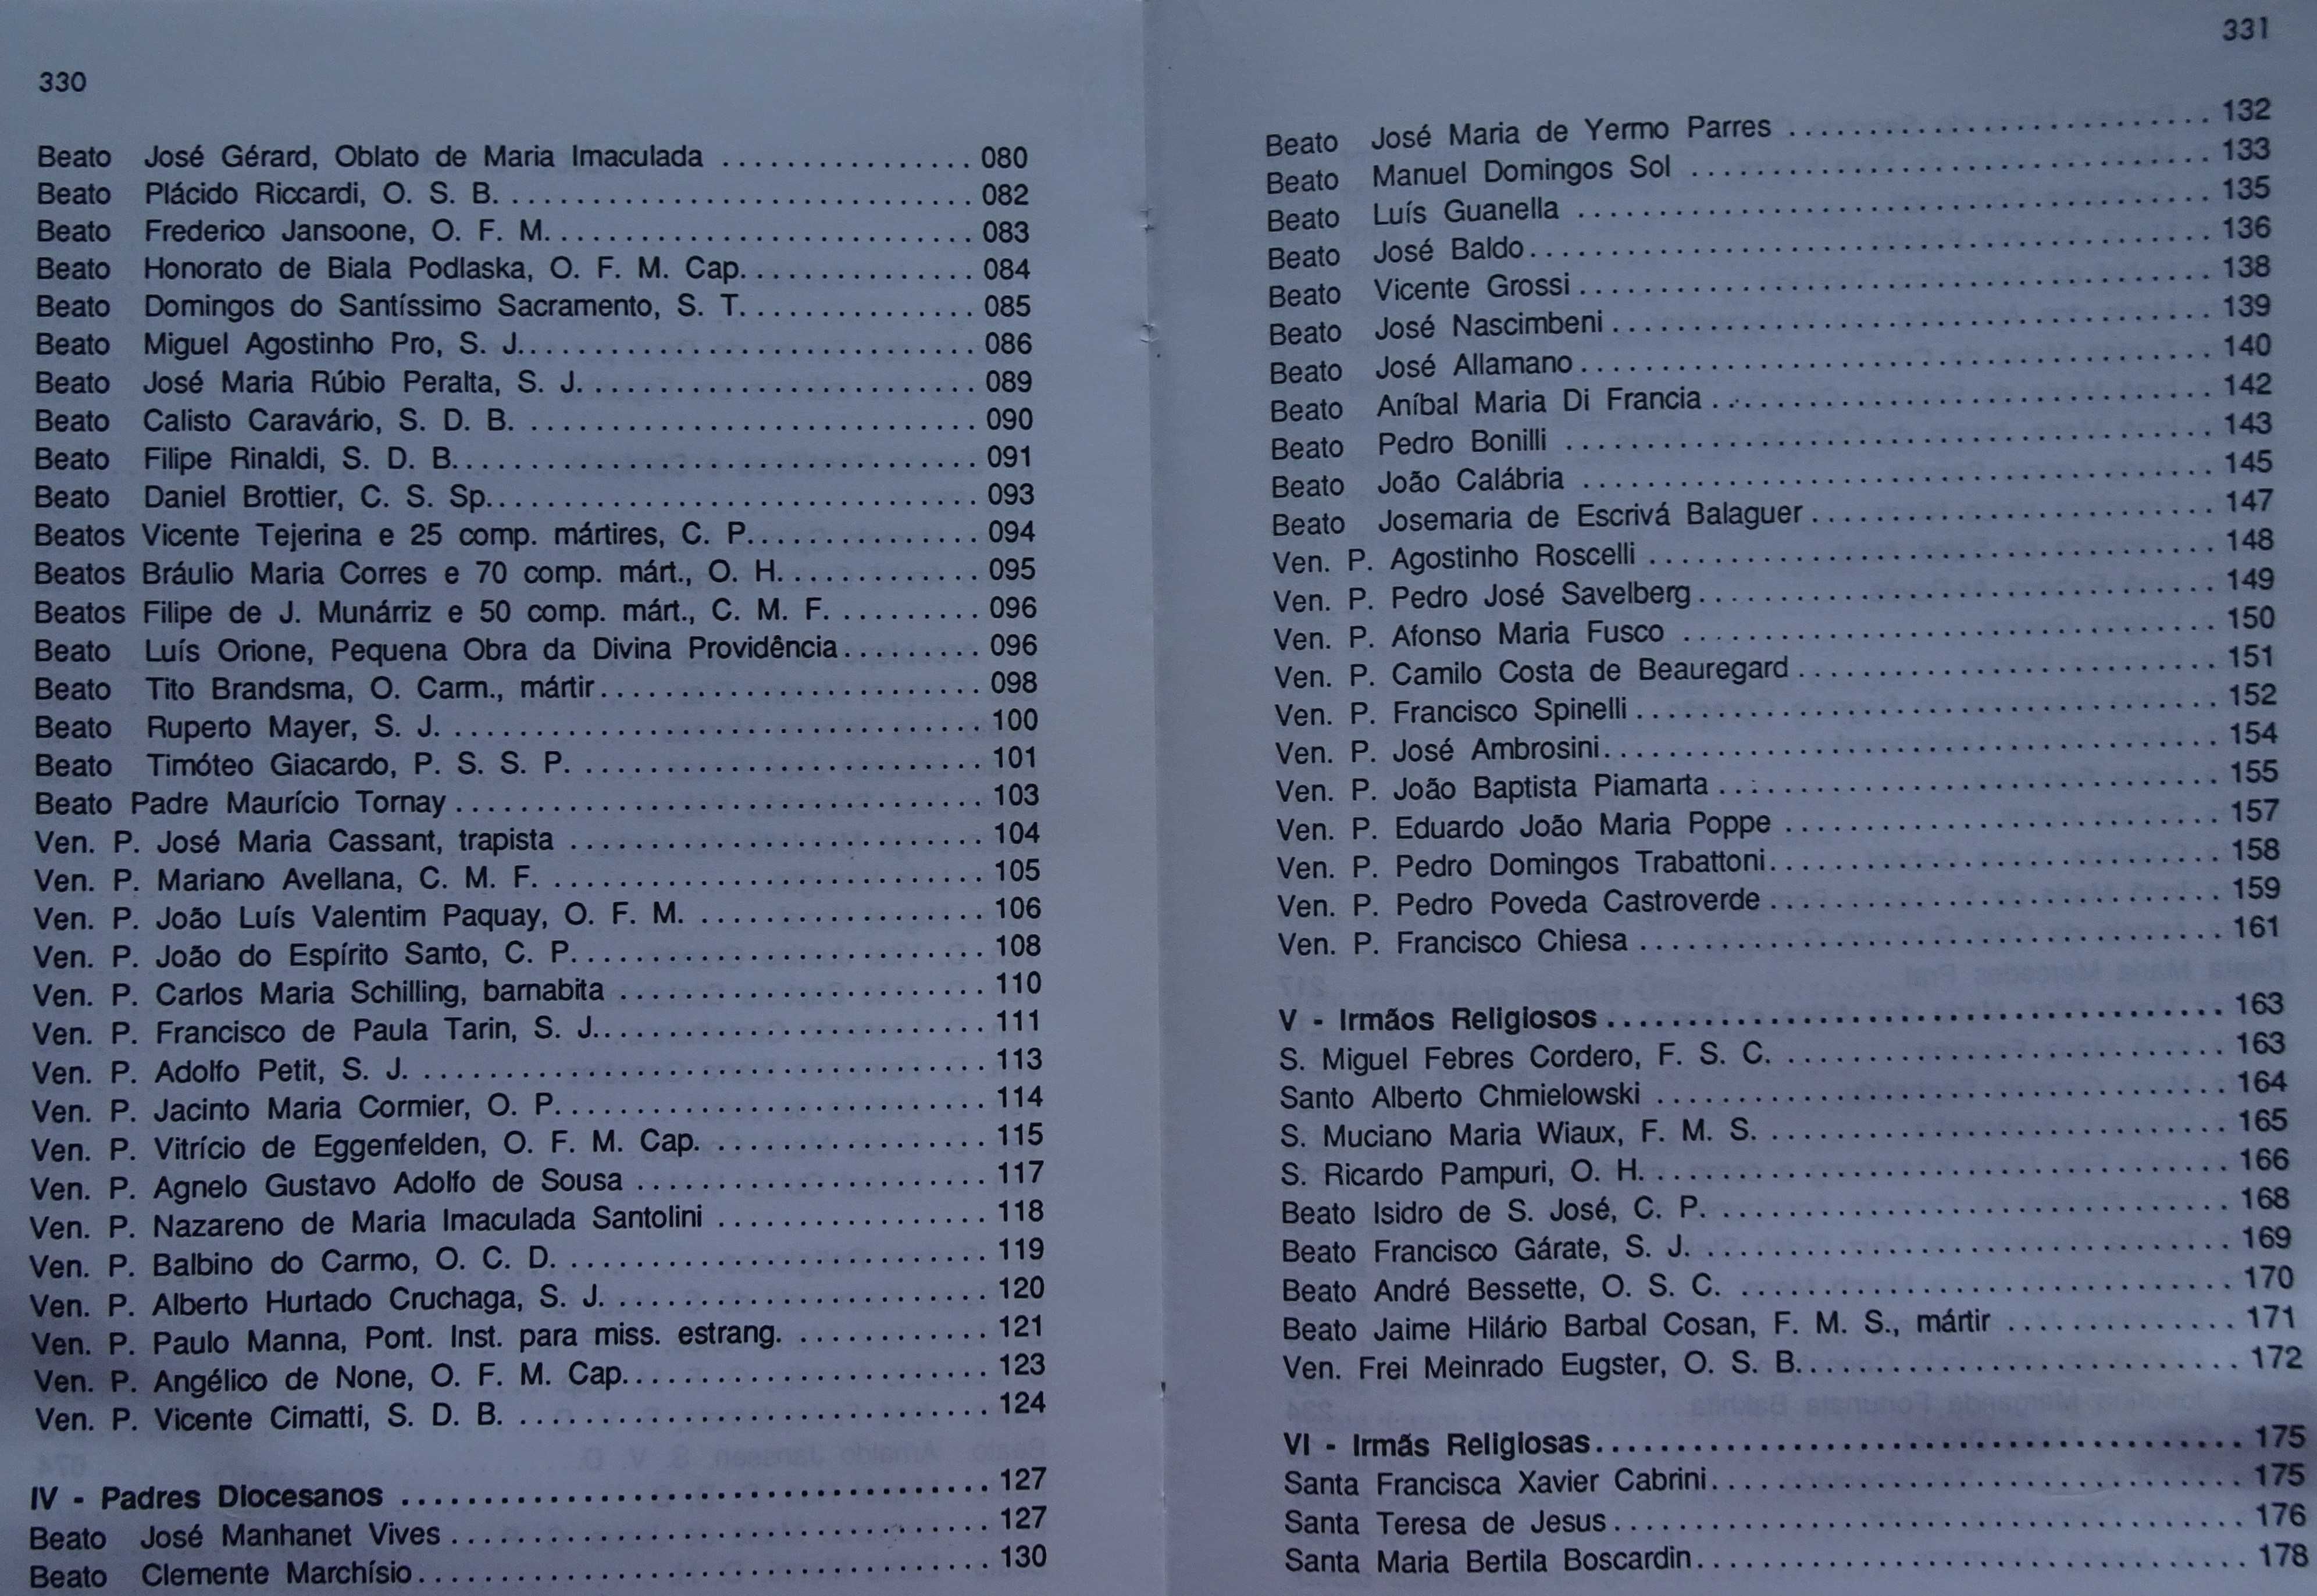 330
Beato José Gérard, Oblato de Maria Imaculada ................ 080
Beato Plácido Riccardi, O. S. B. .............................. 082
Beato Frederico Jansoone, O. F. M. ........................... 083
Beato Honorato de Biala Podlaska, O. F. M. Cap. ............... 084
Beato Domingos do Santíssimo Sacramento, S. T. ............... 085
Beato Miguel Agostinho Pro, S. J. ............................. 086
Beato José Maria Rúbio Peralta, S. J. ......................... 089
Beato Calisto Caravário, S. D. B. ............................. 090
Beato Filipe Rinaldi, S. D. B. ................................ 091
Beato Daniel Brottier, C. S. Sp. .............................. 093
Beatos Vicente Tejerina e 25 comp. mártires, C. P. .............. 094
Beatos Bráulio Maria Corres e 70 comp. márt., O. H. ............ 095
Beatos Filipe de J. Munárriz e 50 comp. márt., C. M. F. ......... 096
Beato Luís Orione, Pequena Obra da Divina Providência ......... 096
Beato Tito Brandsma, O. Carm., mártir ........................ 098
Beato Ruperto Mayer, S. J. .................................. 100
Beato Timóteo Giacardo, P. S. S. P. .......................... 101
Beato Padre Maurício Tornay .................................. 103
Ven. P. José Maria Cassant, trapista .......................... 104
Ven. P. Mariano Avellana, C. M. F. ............................ 105
Ven. P. João Luís Valentim Paquay, O. F. M. ................... 106
Ven. P. João do Espírito Santo, C. P. .......................... 108
Ven. P. Carlos Maria Schilling, barnabita ....................... 110
Ven. P. Francisco de Paula Tarin, S. J. ........................ 111
Ven. P. Adolfo Petit, S. J. ................................... 113
Ven. P. Jacinto Maria Cormier, O. P. .......................... 114
Ven. P. Vitrício de Eggenfelden, O. F. M. Cap. ................. 115
Ven. P. Agnelo Gustavo Adolfo de Sousa ...................... 117
Ven. P. Nazareno de Maria Imaculada Santolini ................. 118
Ven. P. Balbino do Carmo, O. C. D. .......................... 119
Ven. P. Alberto Hurtado Cruchaga, S. J. ....................... 120
Ven. P. Paulo Manna, Pont. Inst. para miss. estrang. ............ 121
Ven. P. Angélico de None, O. F. M. Cap. ...................... 123
Ven. P. Vicente Cimatti, S. D. B. ............................. 124
IV - Padres Diocesanos ..................................... 127
Beato José Manhanet Vives .................................. 127
Beato Clemente Marchísio .................................... 130
331
Beato José Maria de Yermo Parres .......................... 132
Beato Manuel Domingos Sol ................................ 133
Beato Luís Guanella ........................................ 135
Beato José Baldo ........................................... 136
Beato Vicente Grossi ........................................ 138
Beato José Nascimbeni ...................................... 139
Beato José Allamano ........................................ 140
Beato Aníbal Maria Di Francia ............................... 142
Beato Pedro Bonilli ......................................... 143
Beato João Calábria ........................................ 145
Beato Josemaria de Escrivá Balaguer ......................... 147
Ven. P. Agostinho Roscelli ................................... 148
Ven. P. Pedro José Savelberg ................................ 149
Ven. P. Afonso Maria Fusco ................................. 150
Ven. P. Camilo Costa de Beauregard ......................... 151
Ven. P. Francisco Spinelli .................................... 152
Ven. P. José Ambrosini ...................................... 154
Ven. P. João Baptista Piamarta ............................... 155
Ven. P. Eduardo João Maria Poppe .......................... 157
Ven. P. Pedro Domingos Trabattoni ........................... 158
Ven. P. Pedro Poveda Castroverde ........................... 159
Ven. P. Francisco Chiesa .................................... 161
V - Irmãos Religiosos ........................................ 163
S. Miguel Febres Cordero, F. S. C. ........................... 163
Santo Alberto Chmielowski ................................... 164
S. Muciano Maria Wiaux, F. M. S. ............................ 165
S. Ricardo Pampuri, O. H. ................................... 166
Beato Isidro de S. José, C. P. ................................ 168
Beato Francisco Gárate, S. J. ................................ 169
Beato André Bessette, O. S. C. .............................. 170
Beato Jaime Hilário Barbal Cosan, F. M. S., mártir ............. 171
Ven. Frei Meinrado Eugster, O. S. B. ......................... 172
VI - Irmãs Religiosas ........................................ 175
Santa Francisca Xavier Cabrini ................................ 175
Santa Teresa de Jesus ...................................... 176
Santa Maria Bertila Boscardin ................................. 178